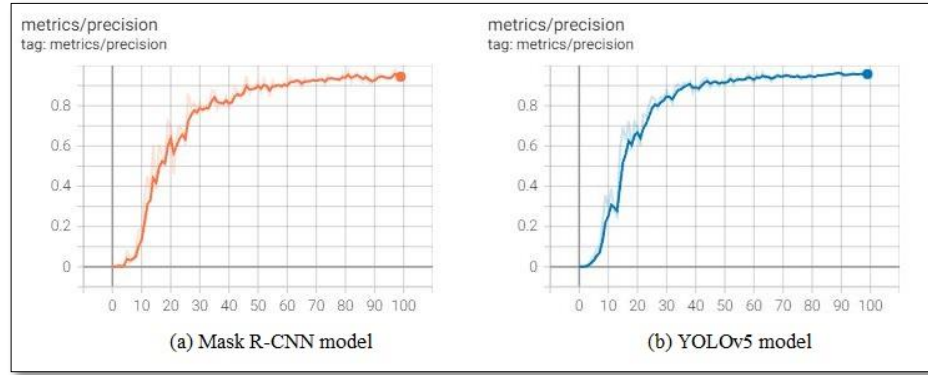 metrics/precision
tag: metrics/precision
0.8
0.6
0.4
0.2
0
0 10 20 30 40 50 60 70 80 90 100
(a) Mask R-CNN model
metrics/precision
tag: metrics/precision
0.8
0.6
0.4
0.2
0
0 10 20 30 40 50 60 70 80 90 100
(b) YOLOv5 model